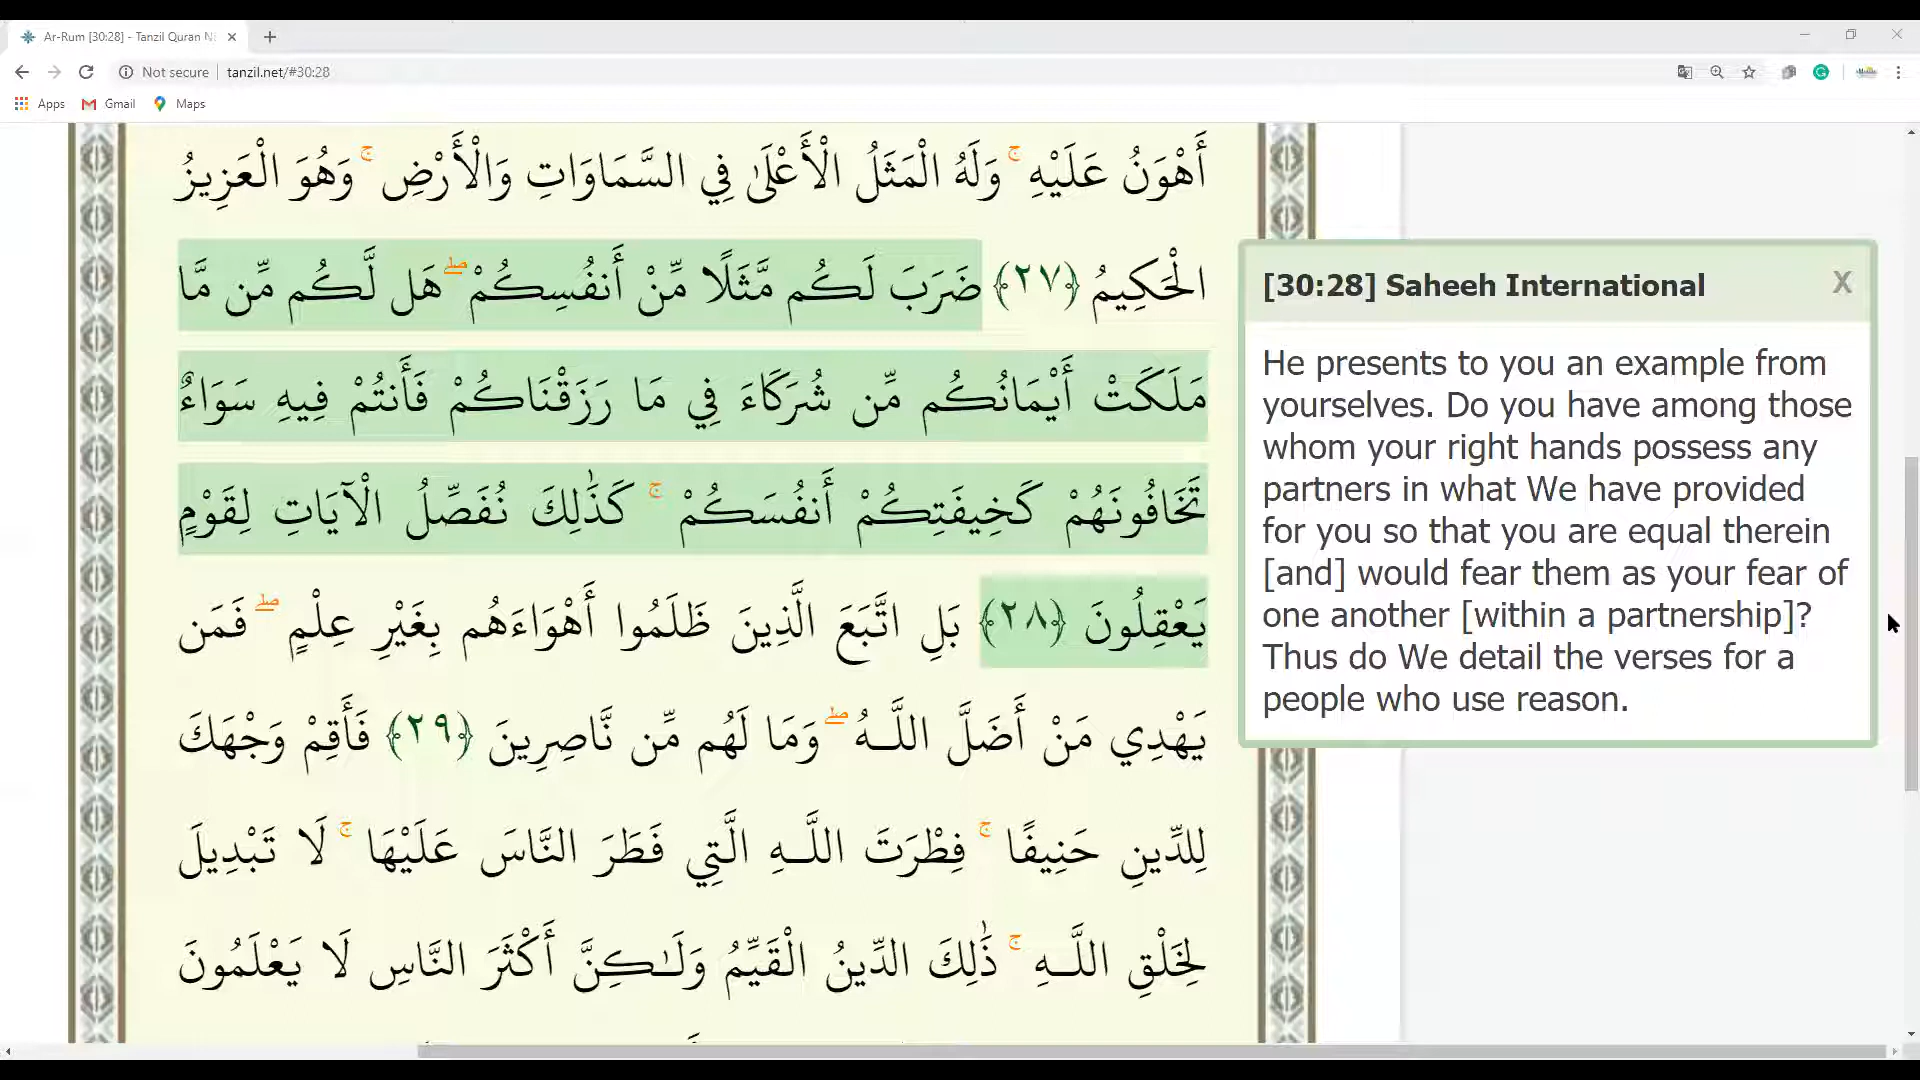 Ar-Rum [30:28] - Tanzil Quran
Not secure
tanzil.net/#30:28
Apps
Gmail
Maps
أَهْوَنُ عَلَيْهِ ۚ وَلَهُ الْمَثَلُ الْأَعْلَىٰ فِي السَّمَاوَاتِ وَالْأَرْضِ ۚ وَهُوَ الْعَزِيزُ
الْحَكِيمُ ﴿٢٧﴾ ضَرَبَ لَكُم مَّثَلًا مِّنْ أَنفُسِكُمْ ۖ هَل لَّكُم مِّن مَّا
مَلَكَتْ أَيْمَانُكُم مِّن شُرَكَاءَ فِي مَا رَزَقْنَاكُمْ فَأَنتُمْ فِيهِ سَوَاءٌ
تَخَافُونَهُمْ كَخِيفَتِكُمْ أَنفُسَكُمْ ۚ كَذَٰلِكَ نُفَصِّلُ الْآيَاتِ لِقَوْمٍ
يَعْقِلُونَ ﴿٢٨﴾ بَلِ اتَّبَعَ الَّذِينَ ظَلَمُوا أَهْوَاءَهُم بِغَيْرِ عِلْمٍ ۖ فَمَن
يَهْدِي مَنْ أَضَلَّ اللَّـهُ ۖ وَمَا لَهُم مِّن نَّاصِرِينَ ﴿٢٩﴾ فَأَقِمْ وَجْهَكَ
لِلدِّينِ حَنِيفًا ۚ فِطْرَتَ اللَّـهِ الَّتِي فَطَرَ النَّاسَ عَلَيْهَا ۚ لَا تَبْدِيلَ
لِخَلْقِ اللَّـهِ ۚ ذَٰلِكَ الدِّينُ الْقَيِّمُ وَلَـٰكِنَّ أَكْثَرَ النَّاسِ لَا يَعْلَمُونَ
[30:28] Saheeh International
X
He presents to you an example from
yourselves. Do you have among those
whom your right hands possess any
partners in what We have provided
for you so that you are equal therein
[and] would fear them as your fear of
one another [within a partnership]?
Thus do We detail the verses for a
people who use reason.